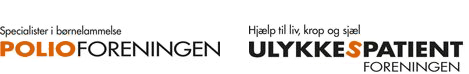 Specialister i børnelammelse
POLIOFORENINGEN
Hjælp til liv, krop og sjæl
ULYKKESPATIENT
FORENINGEN